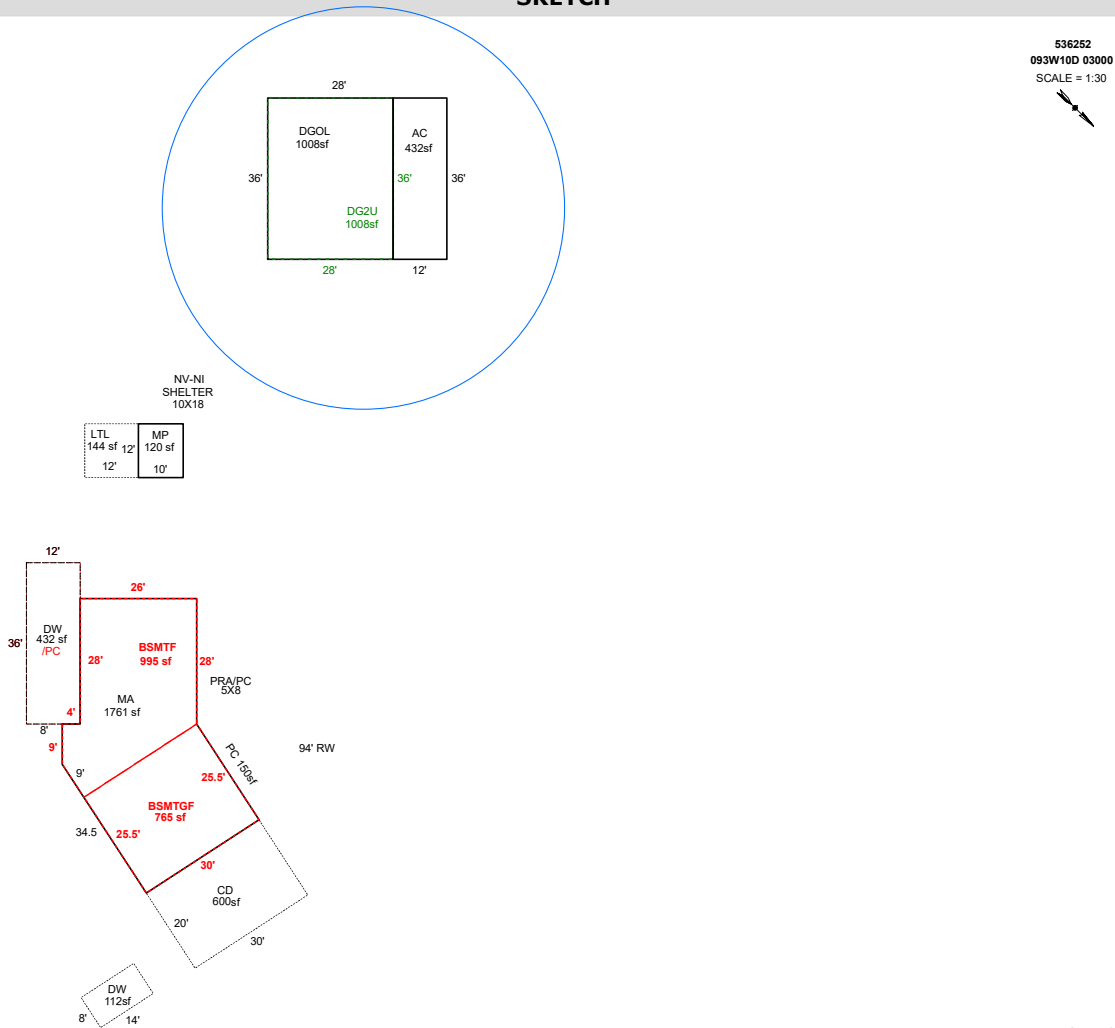 SKETCH
536252
093W10D 03000
SCALE = 1:30
28'
DGOL
1008sf
AC
432sf
36'
36'
36'
DG2U
1008sf
28'
12'
NV-NI
SHELTER
10X18
LTL
144 sf
12'
12'
MP
120 sf
10'
12'
26'
36'
DW
432 sf
/PC
28'
BSMTF
995 sf
28'
PRA/PC
5X8
MA
1761 sf
4'
8'
9'
9'
PC 150sf
94' RW
25.5'
BSMTGF
765 sf
34.5
25.5'
30'
CD
600sf
20'
30'
DW
112sf
8'
14'